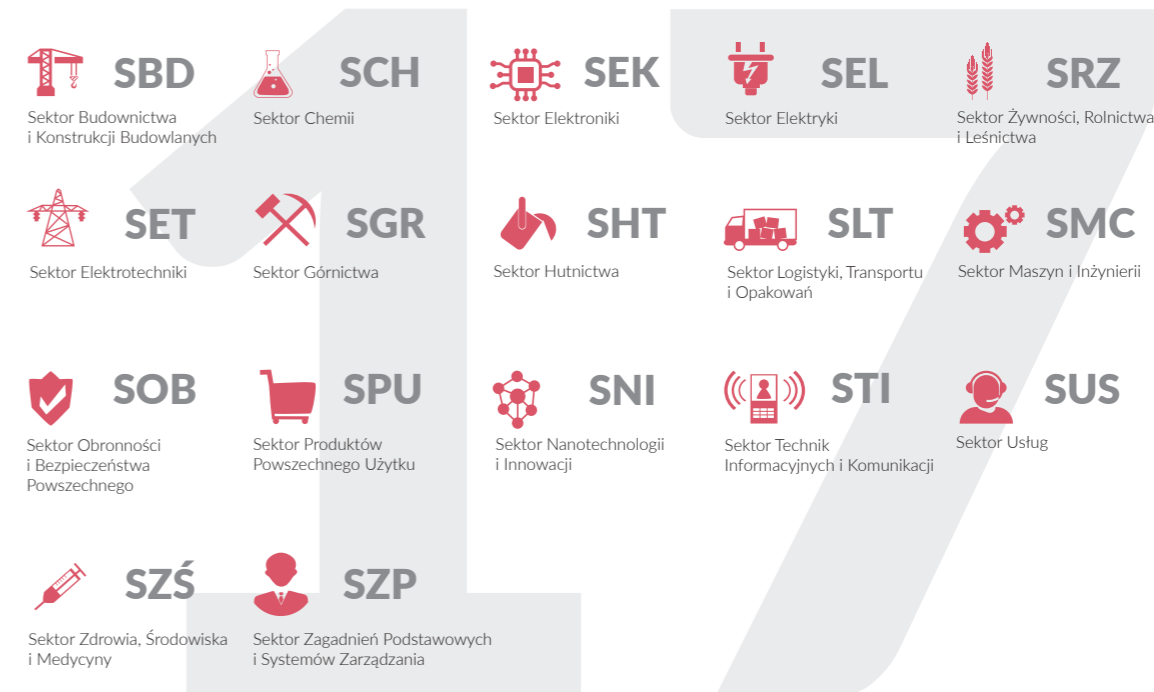 17
SBD
Sektor Budownictwa
i Konstrukcji Budowlanych
SCH
Sektor Chemii
SEK
Sektor Elektroniki
SEL
Sektor Elektryki
SRZ
Sektor Żywności, Rolnictwa
i Leśnictwa
SET
Sektor Elektrotechniki
SGR
Sektor Górnictwa
SHT
Sektor Hutnictwa
SLT
Sektor Logistyki, Transportu
i Opakowań
SMC
Sektor Maszyn i Inżynierii
SOB
Sektor Obronności
i Bezpieczeństwa
Powszechnego
SPU
Sektor Produktów
Powszechnego Użytku
SNI
Sektor Nanotechnologii
i Innowacji
STI
Sektor Technik
Informacyjnych i Komunikacji
SUS
Sektor Usług
SZŚ
Sektor Zdrowia, Środowiska
i Medycyny
SZP
Sektor Zagadnień Podstawowych
i Systemów Zarządzania